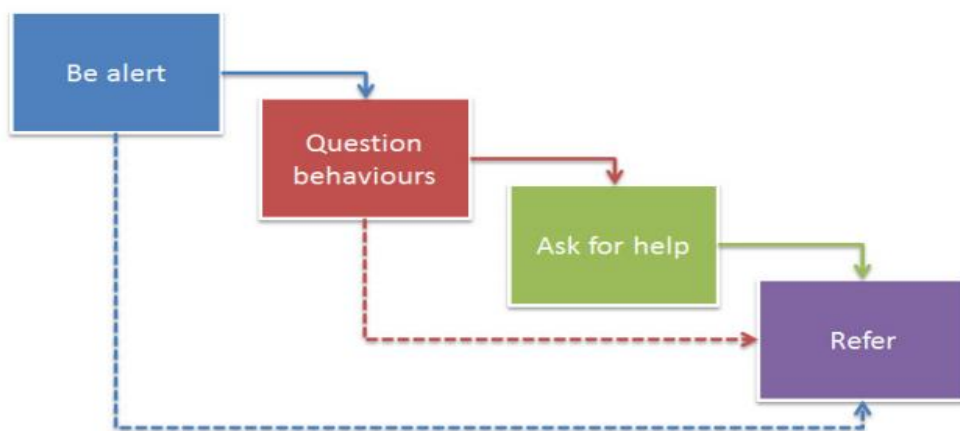 Be alert
Question
behaviours
Ask for help
Refer